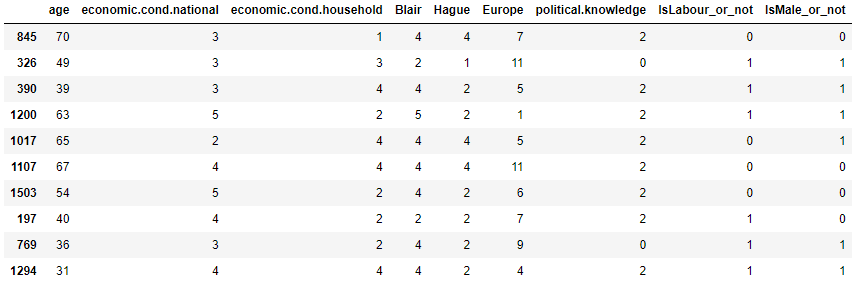 age economic.cond.national economic.cond.household Blair Hague Europe political.knowledge IsLabour_or_not IsMale_or_not
845 70 3 1 4 4 7 2 0 0
326 49 3 3 2 1 11 0 1 1
390 39 3 4 4 2 5 2 1 1
1200 63 5 2 5 2 1 2 1 1
1017 65 2 4 4 4 5 2 0 1
1107 67 4 4 4 4 11 2 0 0
1503 54 5 2 4 2 6 2 0 0
197 40 4 2 2 2 7 2 1 0
769 36 3 2 4 2 9 0 1 1
1294 31 4 4 4 2 4 2 1 1